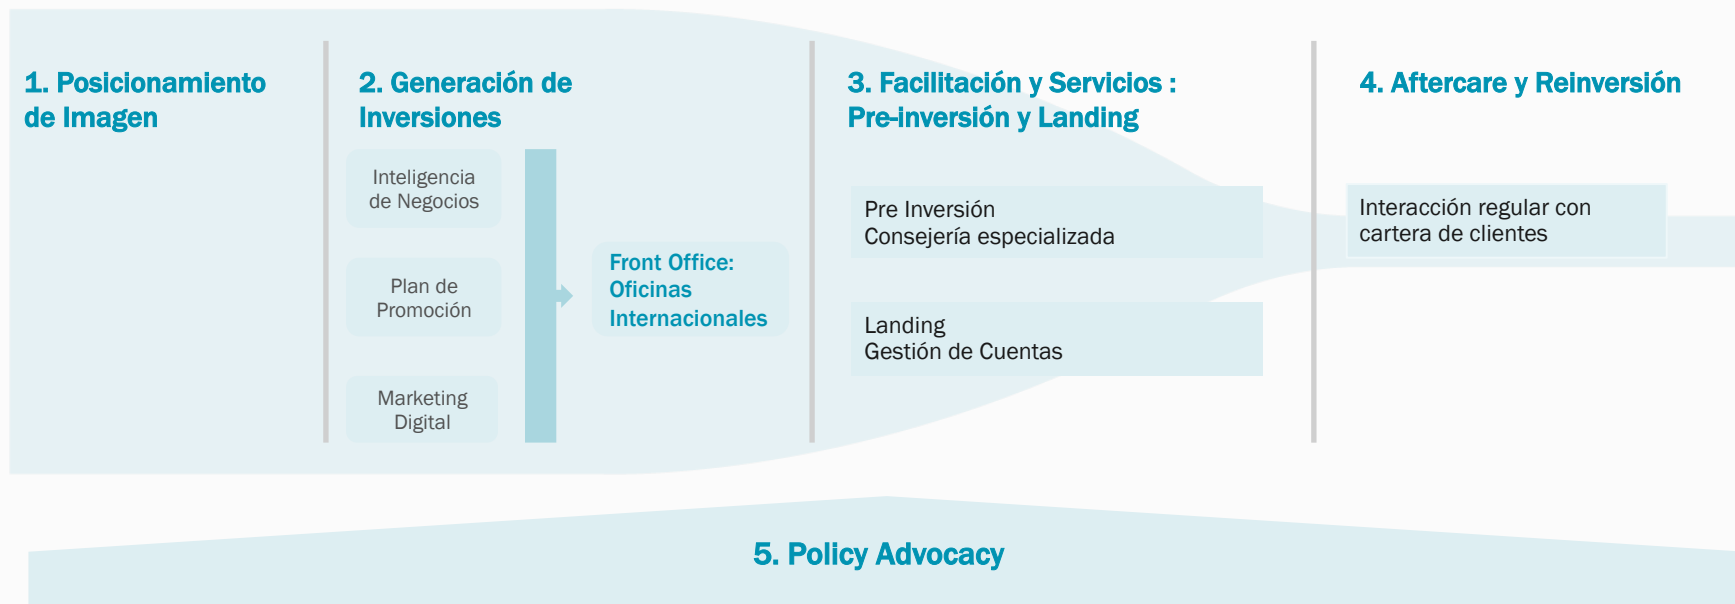 1. Posicionamiento
de Imagen
2. Generación de
Inversiones
Inteligencia
de Negocios
Plan de
Promoción
Marketing
Digital
Front Office:
Oficinas
Internacionales
3. Facilitación y Servicios :
Pre-inversión y Landing
Pre Inversión
Consejería especializada
Landing
Gestión de Cuentas
4. Aftercare y Reinversión
Interacción regular con
cartera de clientes
5. Policy Advocacy